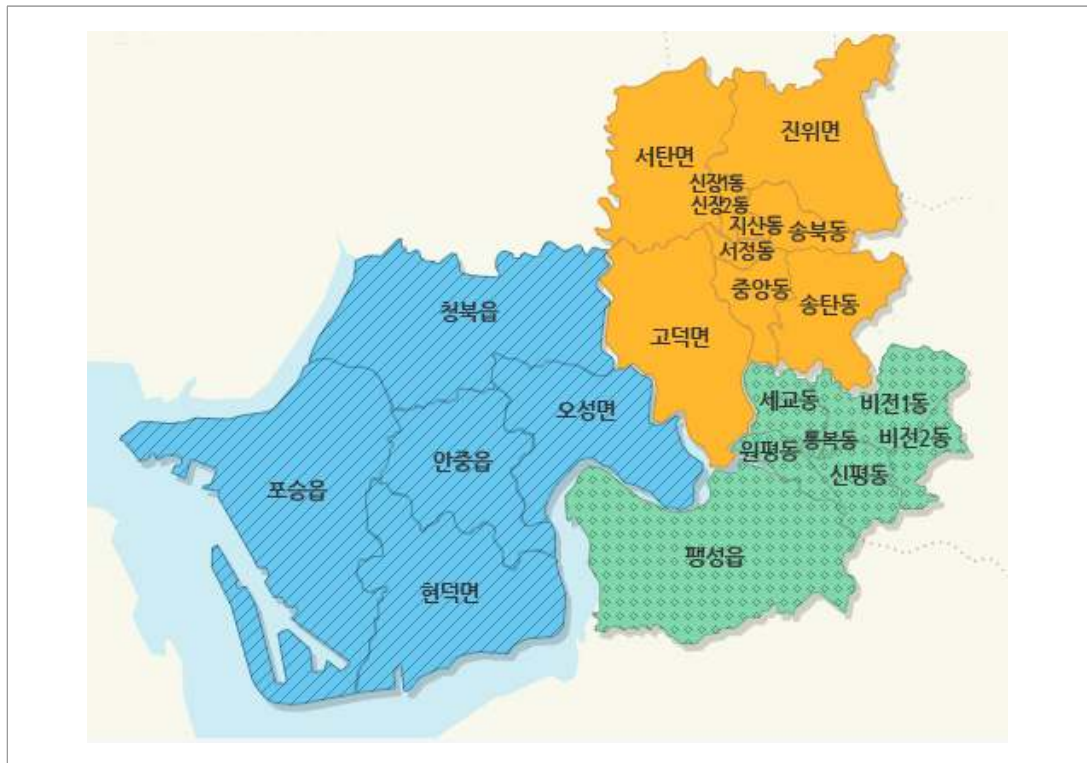 진위면
서탄면
신장1동
신장2동
지산동
송북동
서정동
중앙동
송탄동
고덕면
청북읍
오성면
안중읍
포승읍
현덕면
세교동
비전1동
원평동
통복동
비전2동
신평동
팽성읍